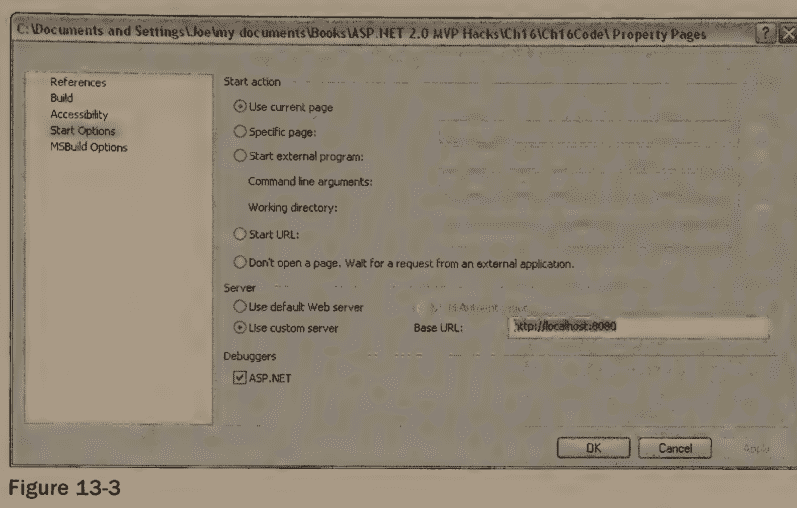 C:\Documents and Settings\Joe\my documents\Books\ASP.NET 2.0 MVP Hacks\Ch16\Ch16Code\ Property Pages
References
Build
Accessibility
Start Options
MSBuild Options
Start action
Use current page
Specific page:
Start external program:
Command line arguments:
Working directory:
Start URL:
Don't open a page. Wait for a request from an external application.
Server
Use default Web server
Use custom server Base URL: http://localhost:8080
Debuggers
ASP.NET
OK Cancel Apply
Figure 13-3